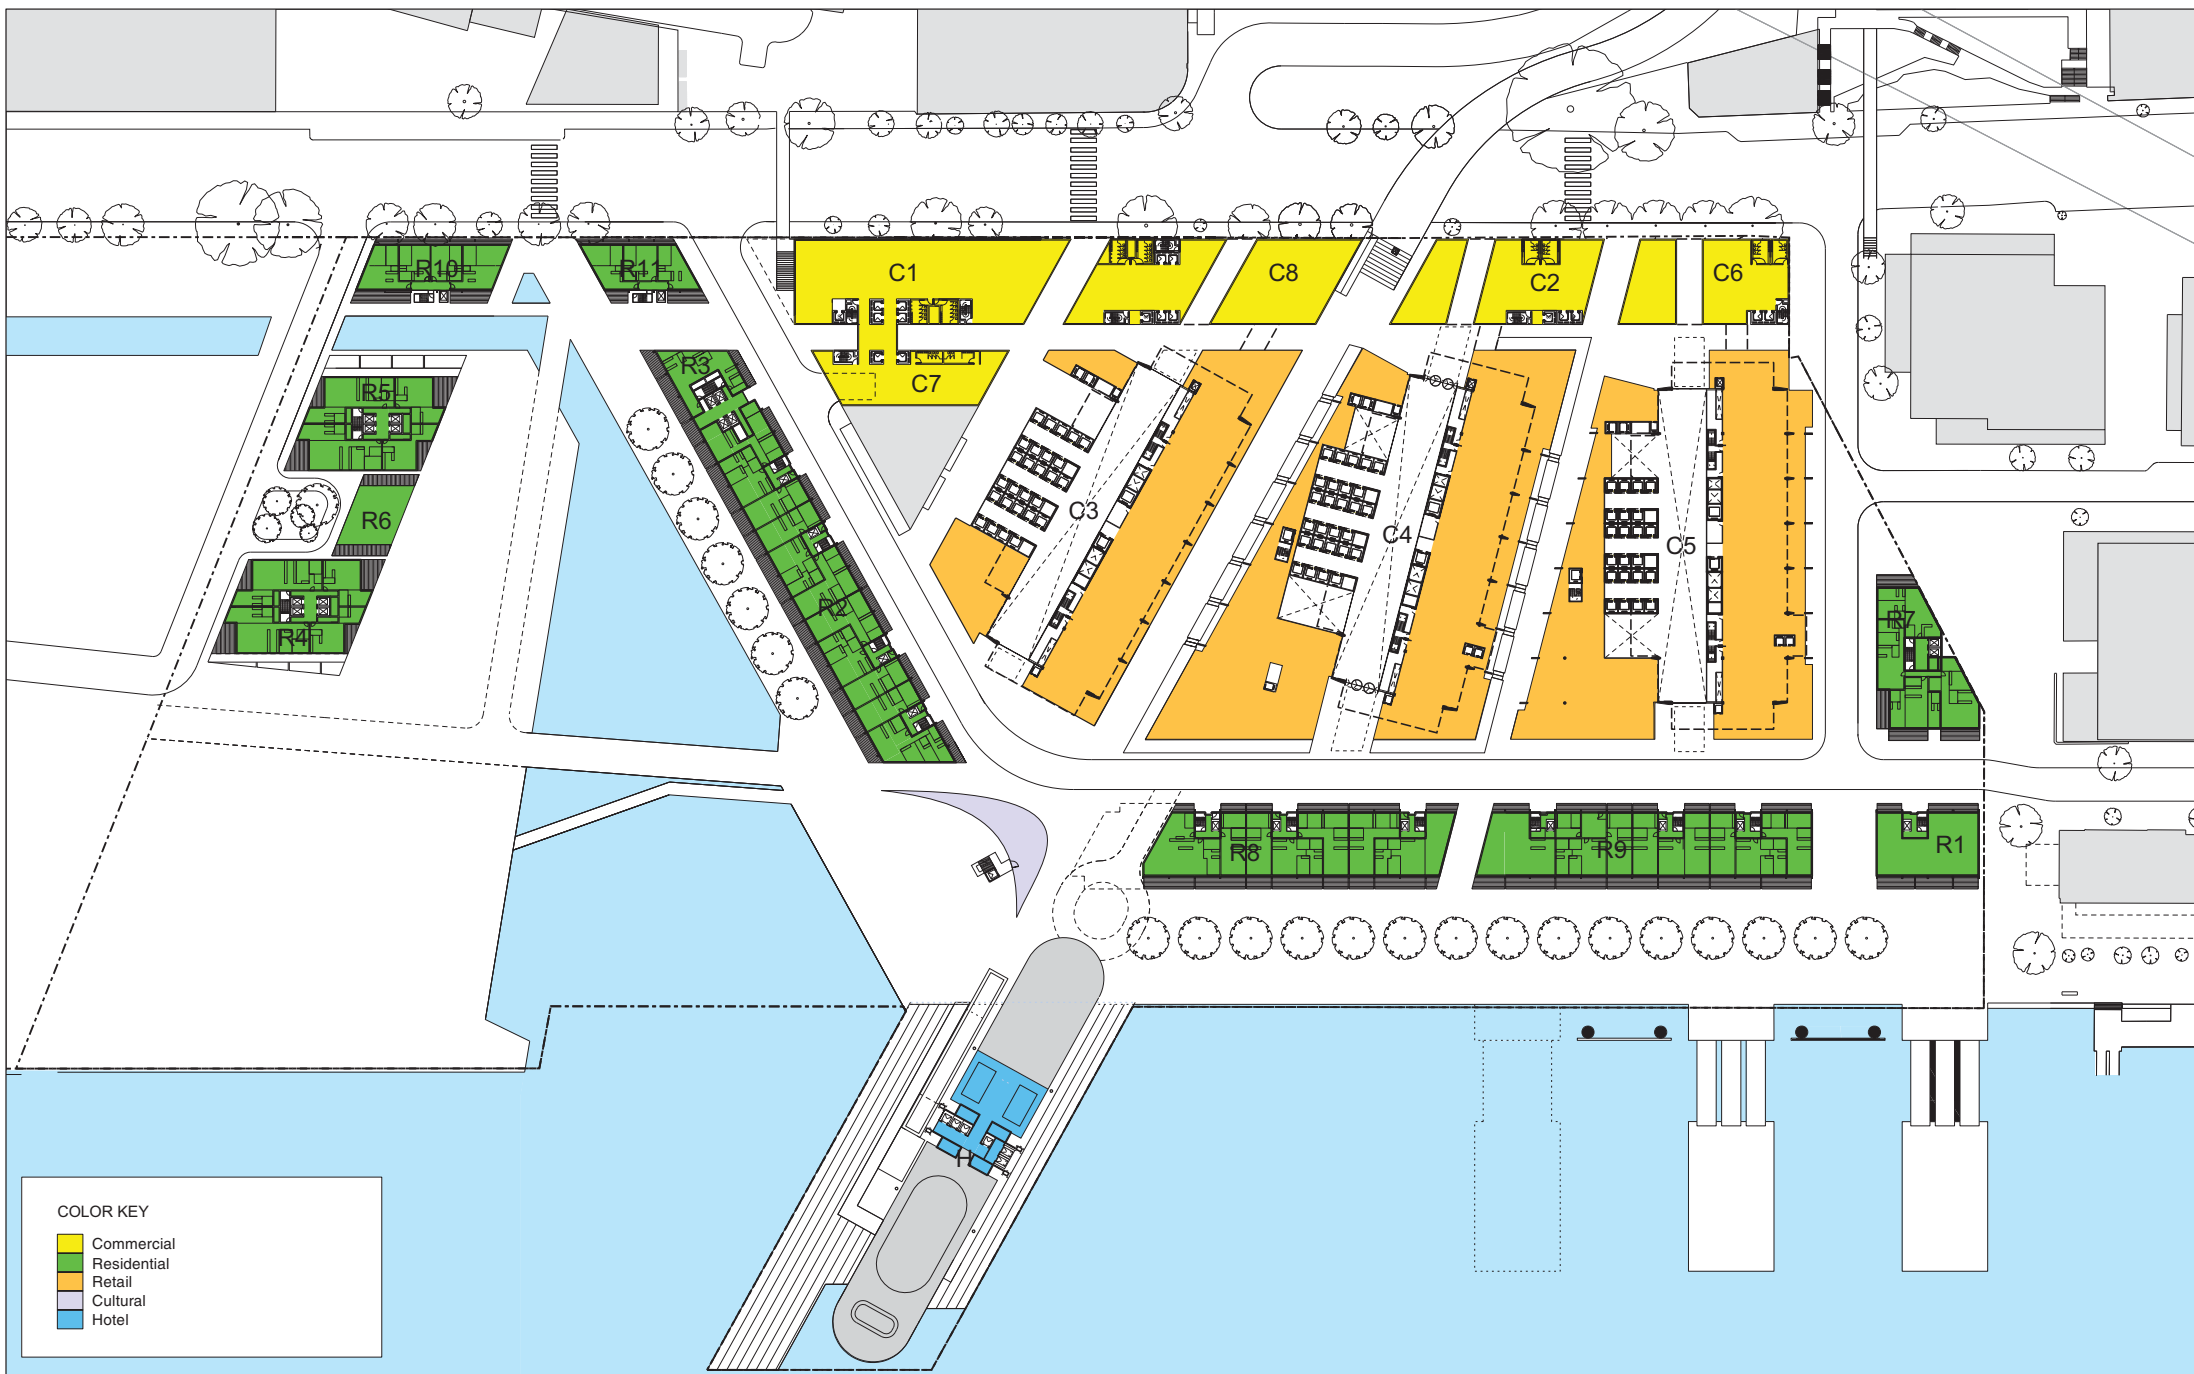 R10
R11
C1
C8
C2
C6
R3
R5
C7
R6
C3
C4
C5
R2
R4
R7
R8
R9
R1
H
COLOR KEY
Commercial
Residential
Retail
Cultural
Hotel